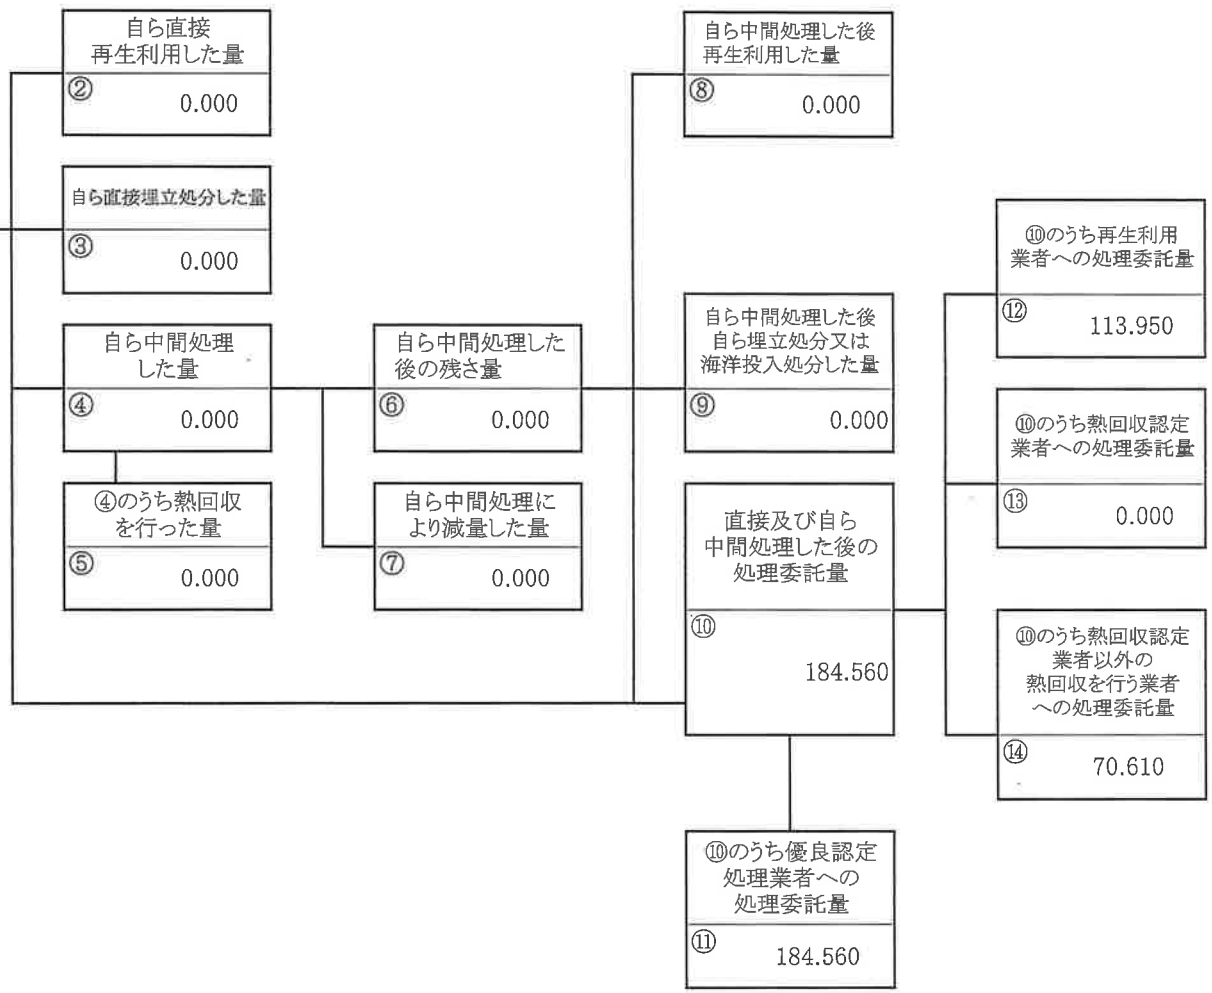 自ら直接
再生利用した量
②
0.000
自ら直接埋立処分した量
③
0.000
自ら中間処理
した量
④
0.000
④のうち熱回収
を行った量
⑤
0.000
自ら中間処理した
後の残さ量
⑥
0.000
自ら中間処理に
より減量した量
⑦
0.000
自ら中間処理した後
再生利用した量
⑧
0.000
自ら中間処理した後
自ら埋立処分又は
海洋投入処分した量
⑨
0.000
直接及び自ら
中間処理した後の
処理委託量
⑩
184.560
⑩のうち優良認定
処理業者への
処理委託量
⑪
184.560
⑩のうち再生利用
業者への処理委託量
⑫
113.950
⑩のうち熱回収認定
業者への処理委託量
⑬
0.000
⑩のうち熱回収認定
業者以外の
熱回収を行う業者
への処理委託量
⑭
70.610